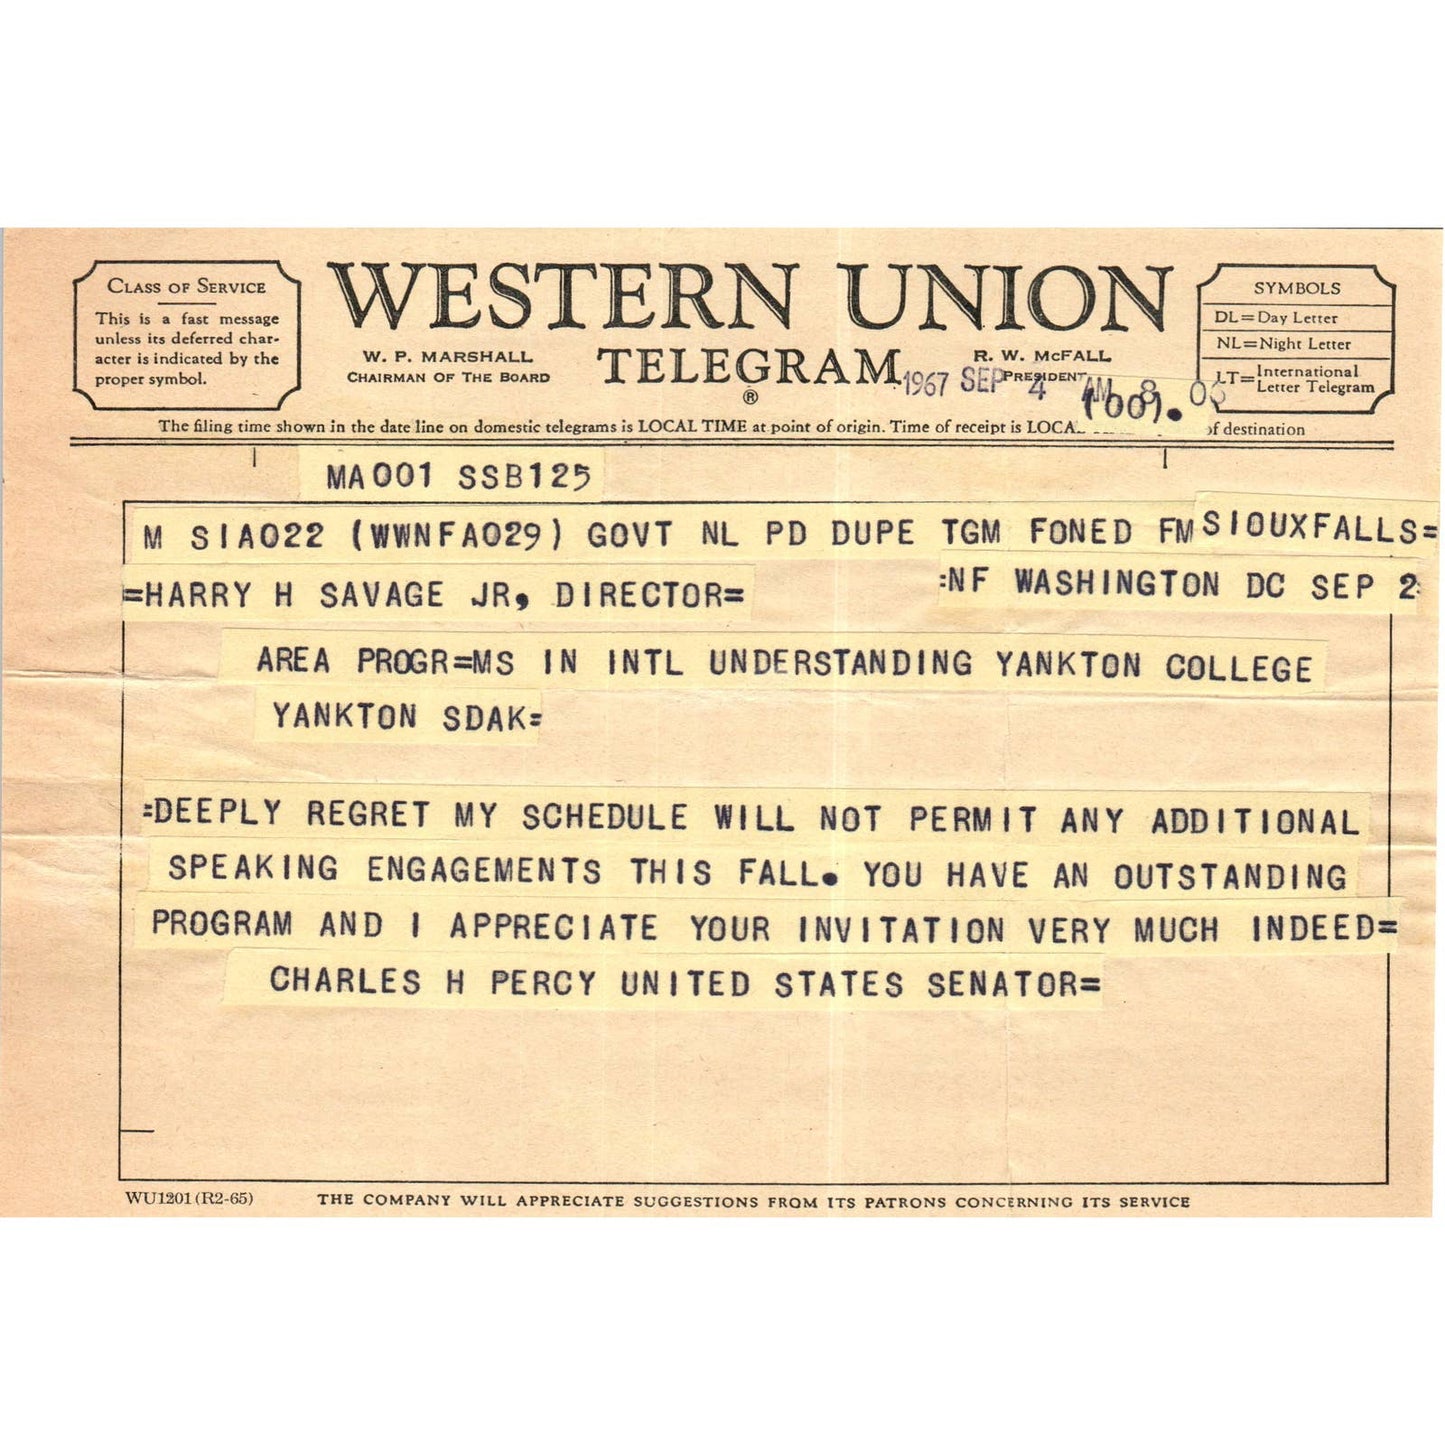 CLASS OF SERVICE
This is a fast message
unless its deferred char-
acter is indicated by the
proper symbol.
WESTERN UNION
TELEGRAM
®
W. P. MARSHALL
CHAIRMAN OF THE BOARD
R. W. McFALL
PRESIDENT
1967 SEP 4 AM 8 06
(00).
SYMBOLS
DL=Day Letter
NL=Night Letter
LT=International
Letter Telegram
The filing time shown in the date line on domestic telegrams is LOCAL TIME at point of origin. Time of receipt is LOCA of destination
MA001 SSB125
M SIA022 (WWNFA029) GOVT NL PD DUPE TGM FONED FM SIOUXFALLS=
=HARRY H SAVAGE JR, DIRECTOR= :NF WASHINGTON DC SEP 2
AREA PROGR=MS IN INTL UNDERSTANDING YANKTON COLLEGE
YANKTON SDAK=
:DEEPLY REGRET MY SCHEDULE WILL NOT PERMIT ANY ADDITIONAL
SPEAKING ENGAGEMENTS THIS FALL. YOU HAVE AN OUTSTANDING
PROGRAM AND I APPRECIATE YOUR INVITATION VERY MUCH INDEED=
CHARLES H PERCY UNITED STATES SENATOR=
WU1201 (R2-65)
THE COMPANY WILL APPRECIATE SUGGESTIONS FROM ITS PATRONS CONCERNING ITS SERVICE